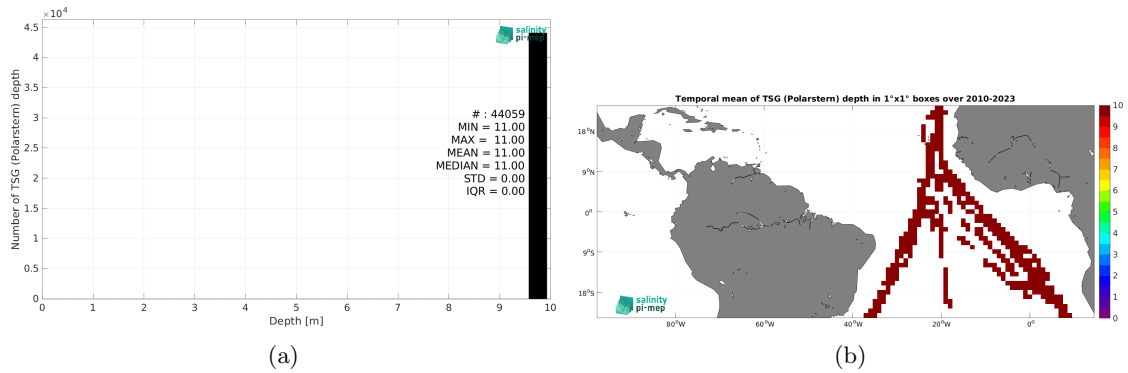 ×10⁴
4.5
4
3.5
3
2.5
2
1.5
1
0.5
0
Number of TSG (Polarstern) depth
salinity
pi-mep
# : 44059
MIN = 11.00
MAX = 11.00
MEAN = 11.00
MEDIAN = 11.00
STD = 0.00
IQR = 0.00
0 1 2 3 4 5 6 7 8 9 10
Depth [m]
(a)
Temporal mean of TSG (Polarstern) depth in 1°x1° boxes over 2010-2023
18°N
9°N
0°
9°S
18°S
salinity
pi-mep
80°W 60°W 40°W 20°W 0°
10
9
8
7
6
5
4
3
2
1
0
(b)